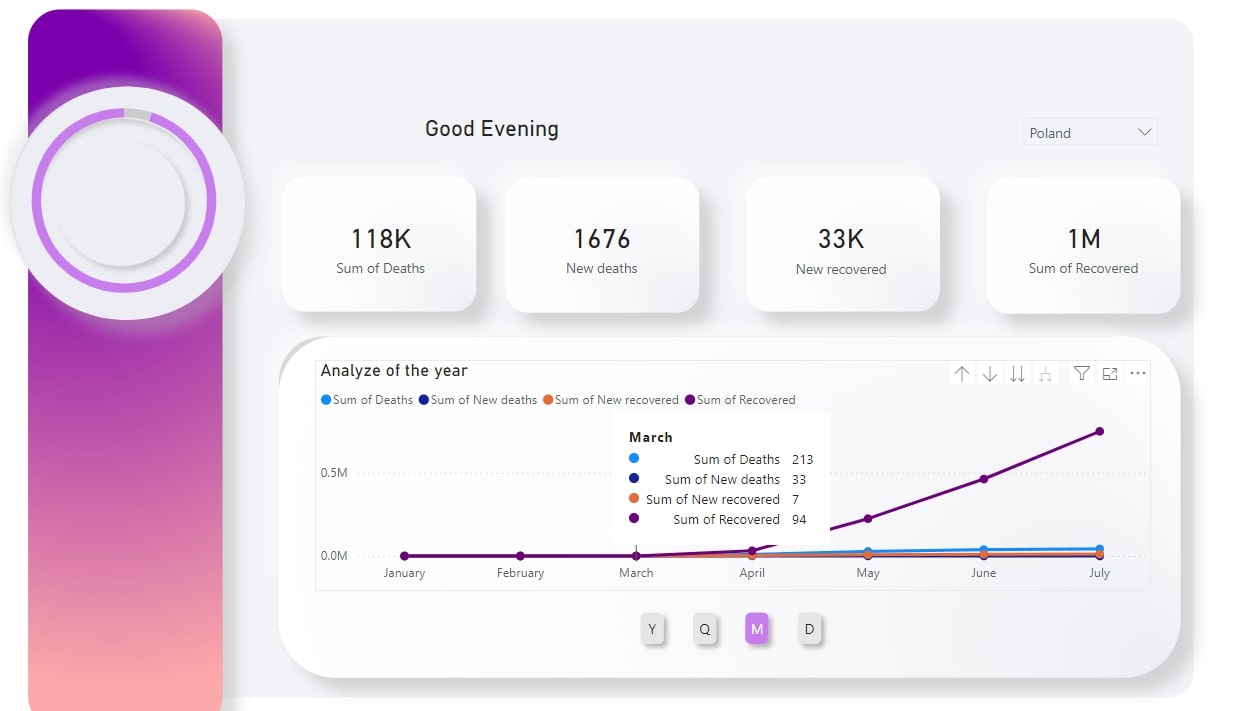 Good Evening
Poland
118K
Sum of Deaths
1676
New deaths
33K
New recovered
1M
Sum of Recovered
Analyze of the year
Sum of Deaths Sum of New deaths Sum of New recovered Sum of Recovered
March
Sum of Deaths 213
Sum of New deaths 33
Sum of New recovered 7
Sum of Recovered 94
0.5M
0.0M
January February March April May June July
Y Q M D